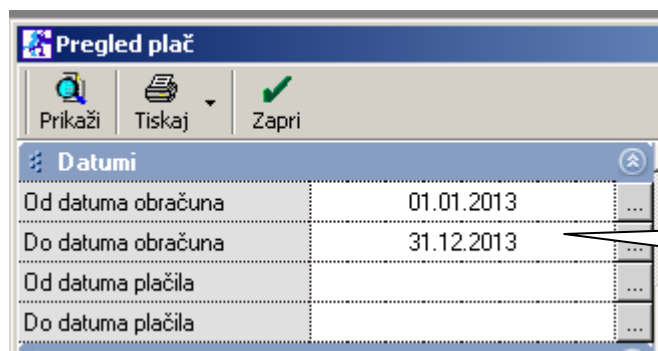 Pregled plač
Prikaži Tiskaj Zapri
Datumi
Od datuma obračuna 01.01.2013 ...
Do datuma obračuna 31.12.2013 ...
Od datuma plačila ...
Do datuma plačila ...